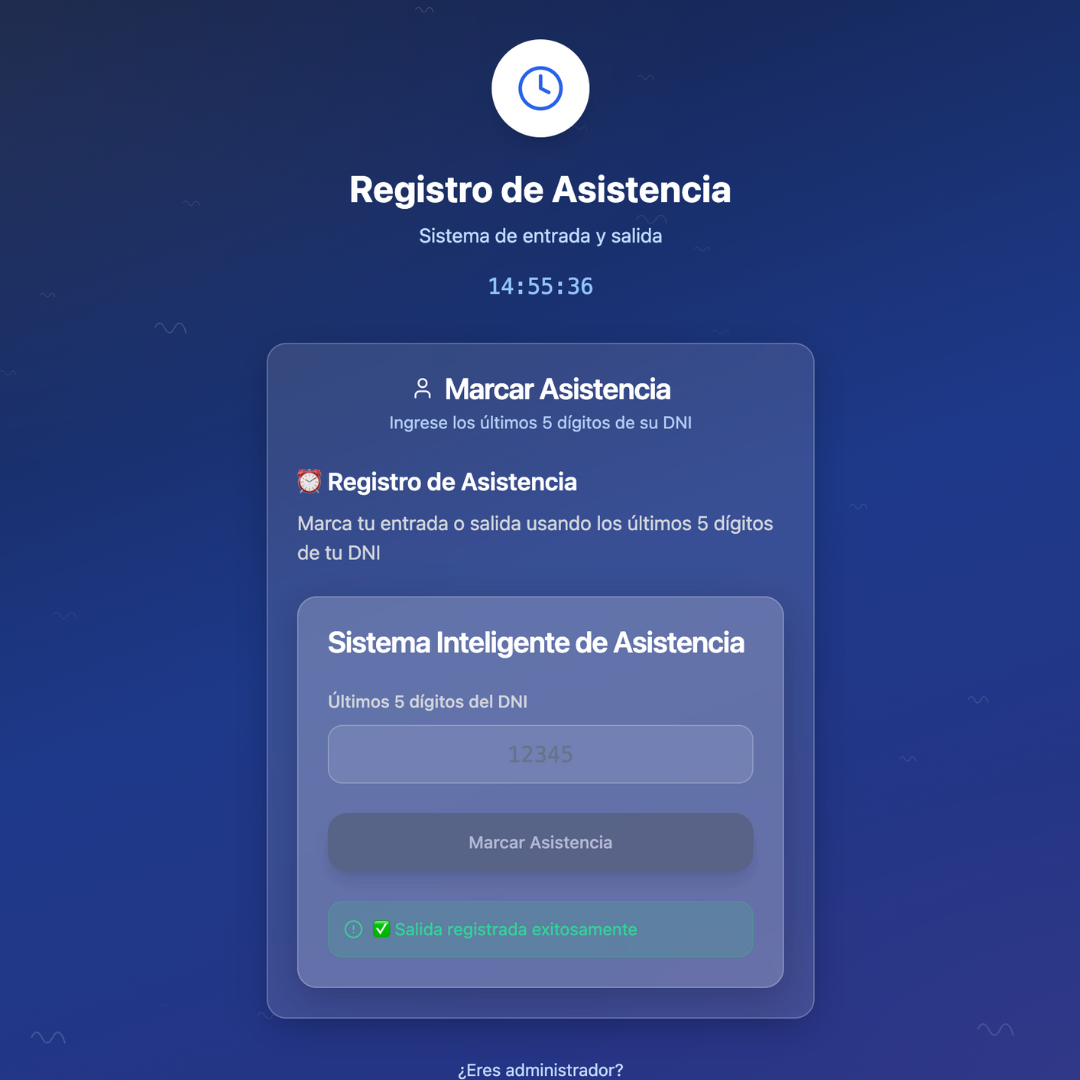 Registro de Asistencia
Sistema de entrada y salida
14:55:36
Marcar Asistencia
Ingrese los últimos 5 dígitos de su DNI
⏰ Registro de Asistencia
Marca tu entrada o salida usando los últimos 5 dígitos
de tu DNI
Sistema Inteligente de Asistencia
Últimos 5 dígitos del DNI
12345
Marcar Asistencia
✅ Salida registrada exitosamente
¿Eres administrador?